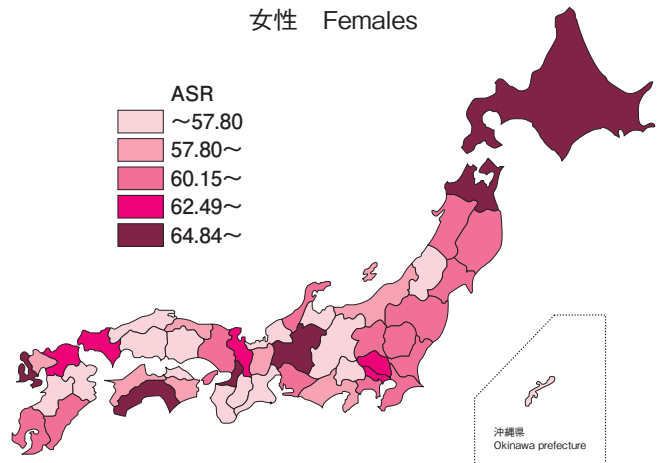 女性 Females
ASR
～57.80
57.80～
60.15～
62.49～
64.84～
沖縄県
Okinawa prefecture